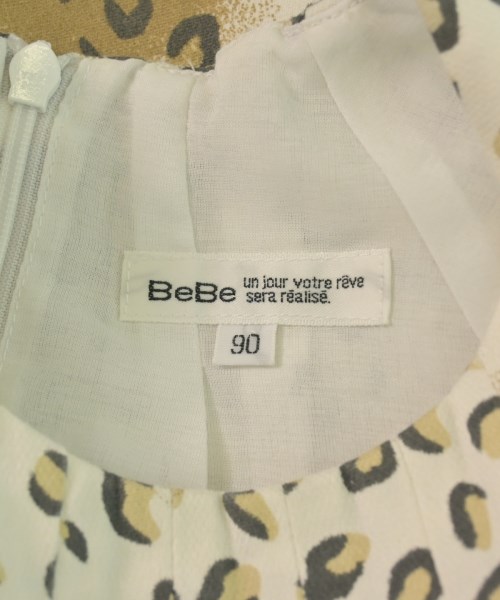 BeBe un jour votre rêve
sera réalisé.
90